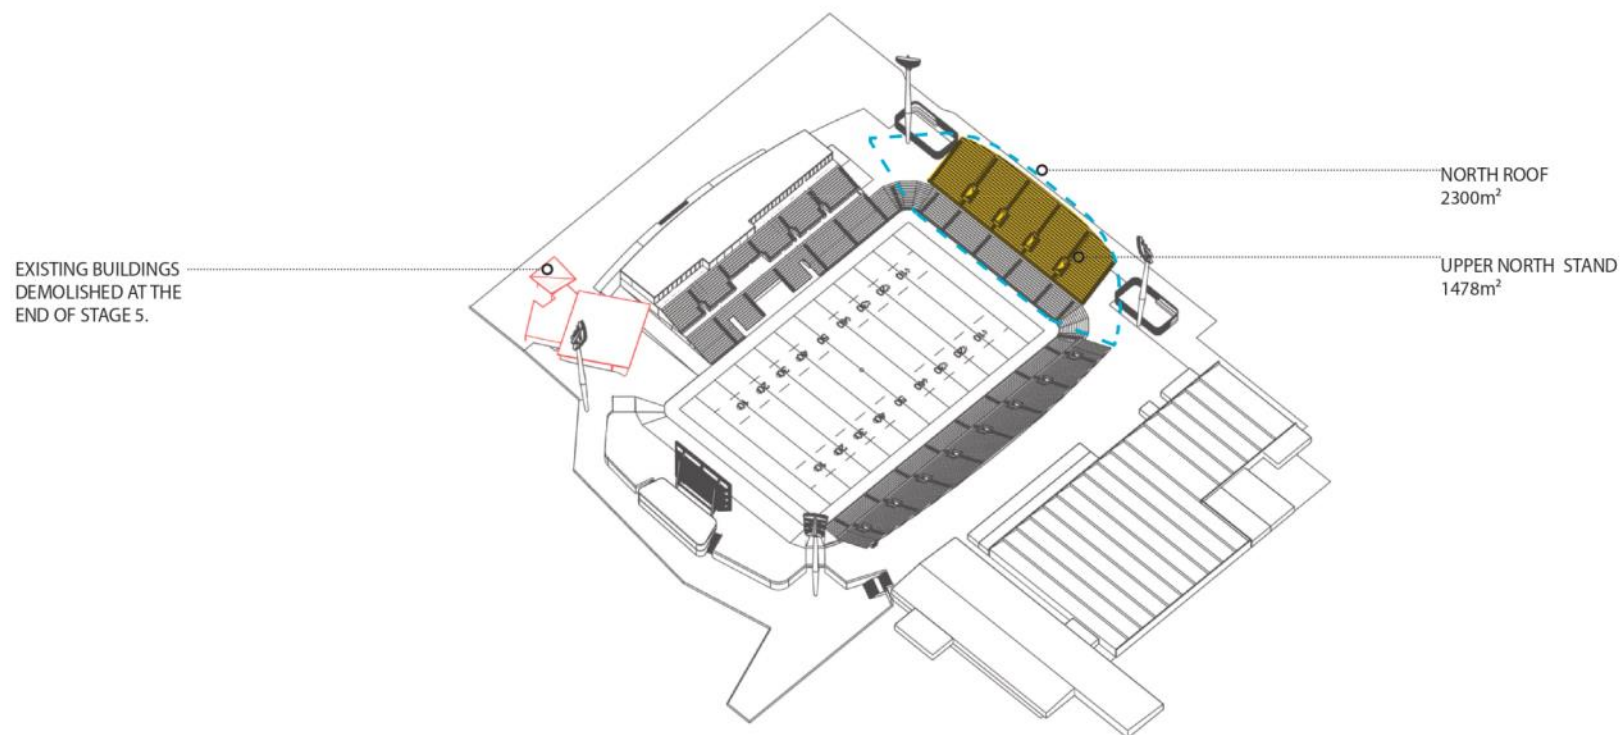 NORTH ROOF
2300m²
UPPER NORTH STAND
1478m²
EXISTING BUILDINGS
DEMOLISHED AT THE
END OF STAGE 5.